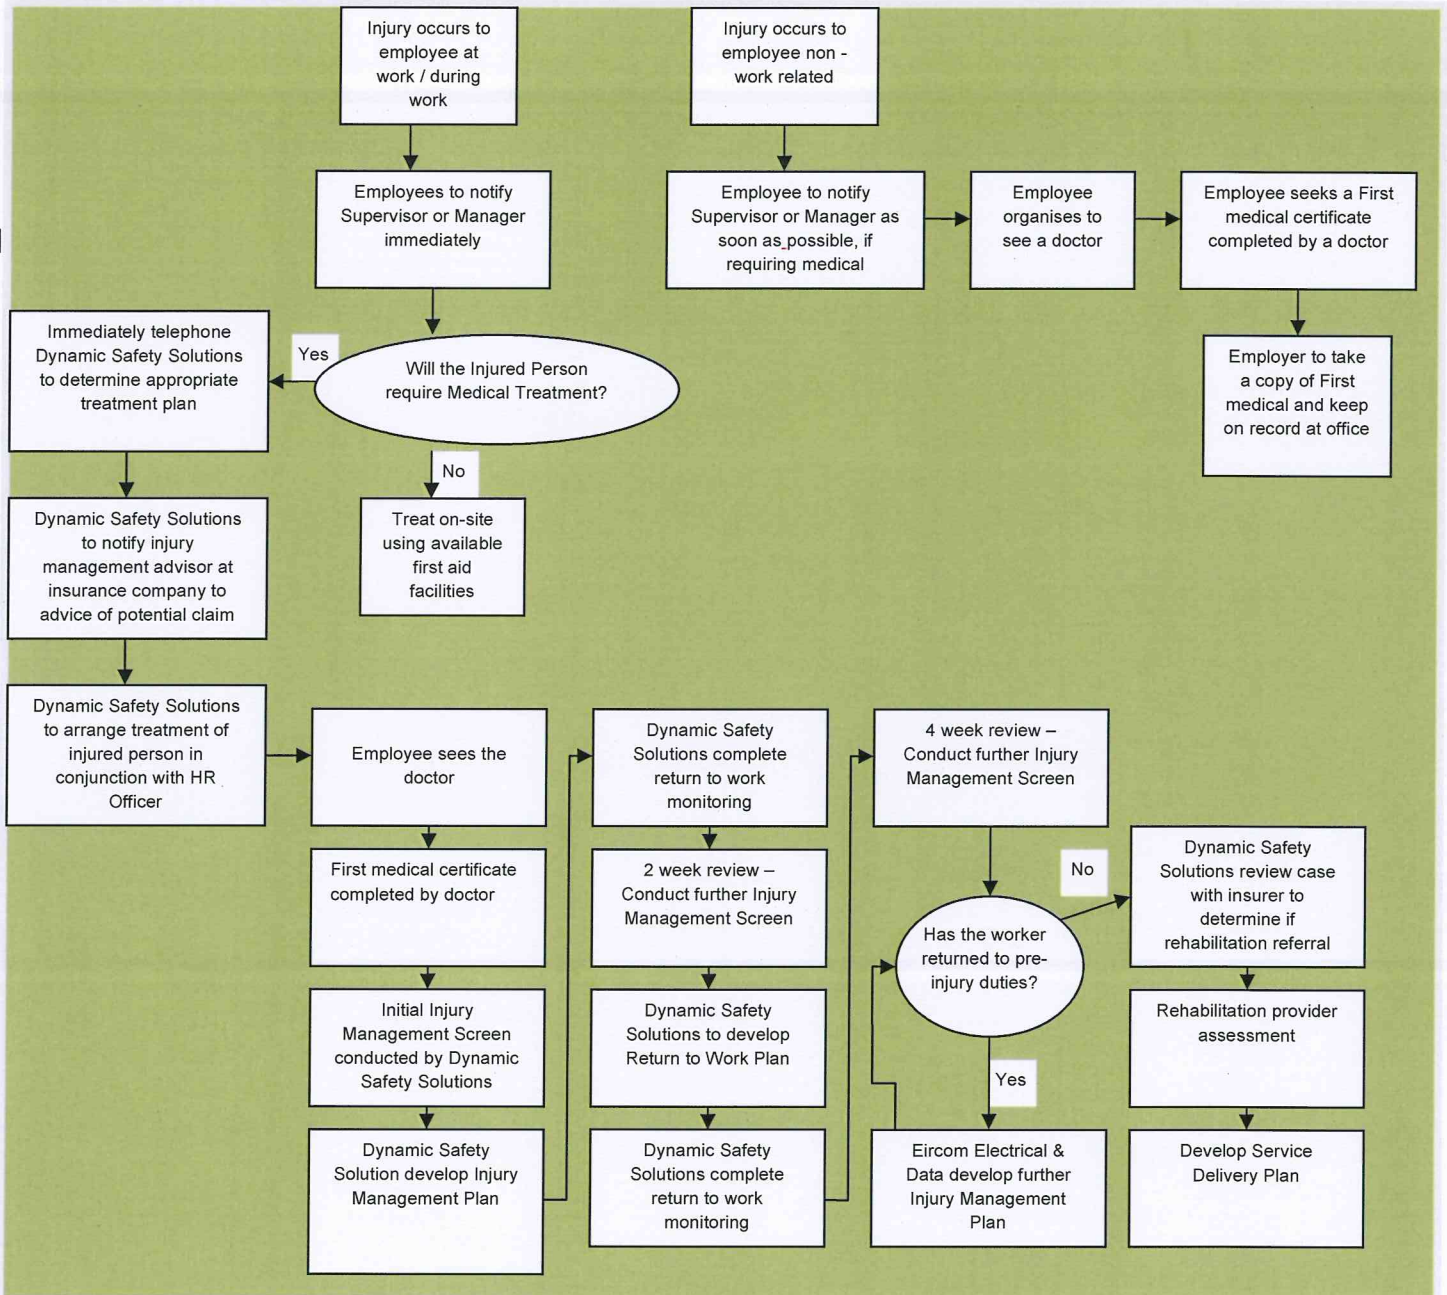 Injury occurs to
employee at
work / during
work
Injury occurs to
employee non -
work related
Employees to notify
Supervisor or Manager
immediately
Employee to notify
Supervisor or Manager as
soon as possible, if
requiring medical
Employee
organises to
see a doctor
Employee seeks a First
medical certificate
completed by a doctor
Immediately telephone
Dynamic Safety Solutions
to determine appropriate
treatment plan
Yes
Will the Injured Person
require Medical Treatment?
Employer to take
a copy of First
medical and keep
on record at office
No
Dynamic Safety Solutions
to notify injury
management advisor at
insurance company to
advice of potential claim
Treat on-site
using available
first aid
facilities
Dynamic Safety Solutions
to arrange treatment of
injured person in
conjunction with HR
Officer
Employee sees the
doctor
First medical certificate
completed by doctor
Initial Injury
Management Screen
conducted by Dynamic
Safety Solutions
Dynamic Safety
Solution develop Injury
Management Plan
Dynamic Safety
Solutions complete
return to work
monitoring
2 week review –
Conduct further Injury
Management Screen
Dynamic Safety
Solutions to develop
Return to Work Plan
Dynamic Safety
Solutions complete
return to work
monitoring
4 week review –
Conduct further Injury
Management Screen
Has the worker
returned to pre-
injury duties?
No
Yes
Eircom Electrical &
Data develop further
Injury Management
Plan
Dynamic Safety
Solutions review case
with insurer to
determine if
rehabilitation referral
Rehabilitation provider
assessment
Develop Service
Delivery Plan